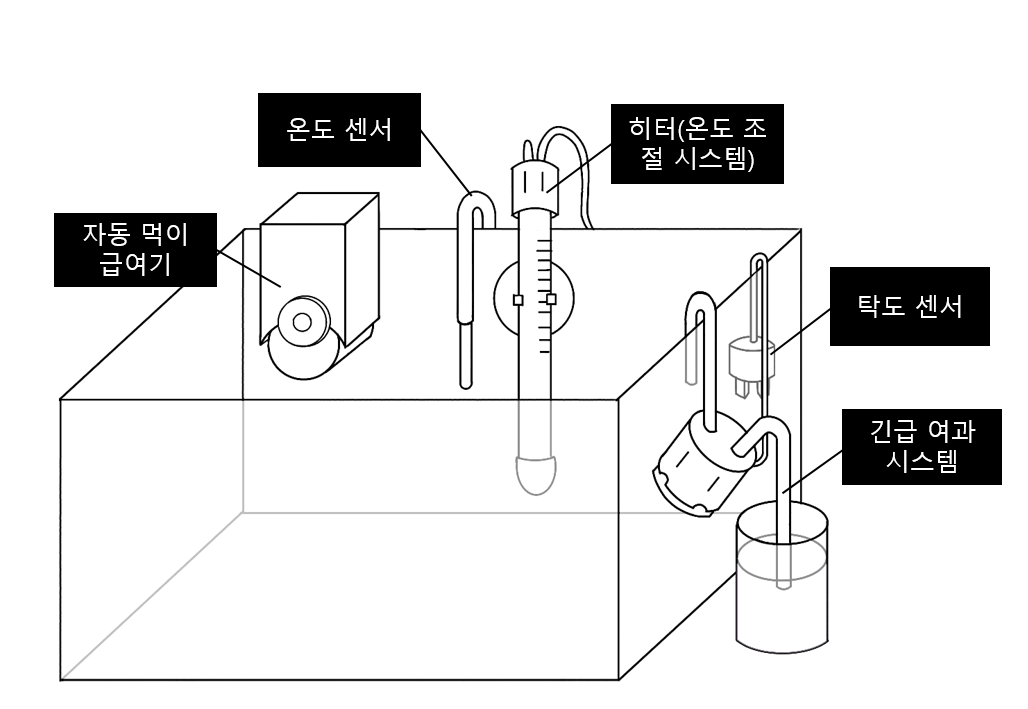 온도 센서
히터(온도 조
절 시스템)
자동 먹이
급여기
탁도 센서
긴급 여과
시스템